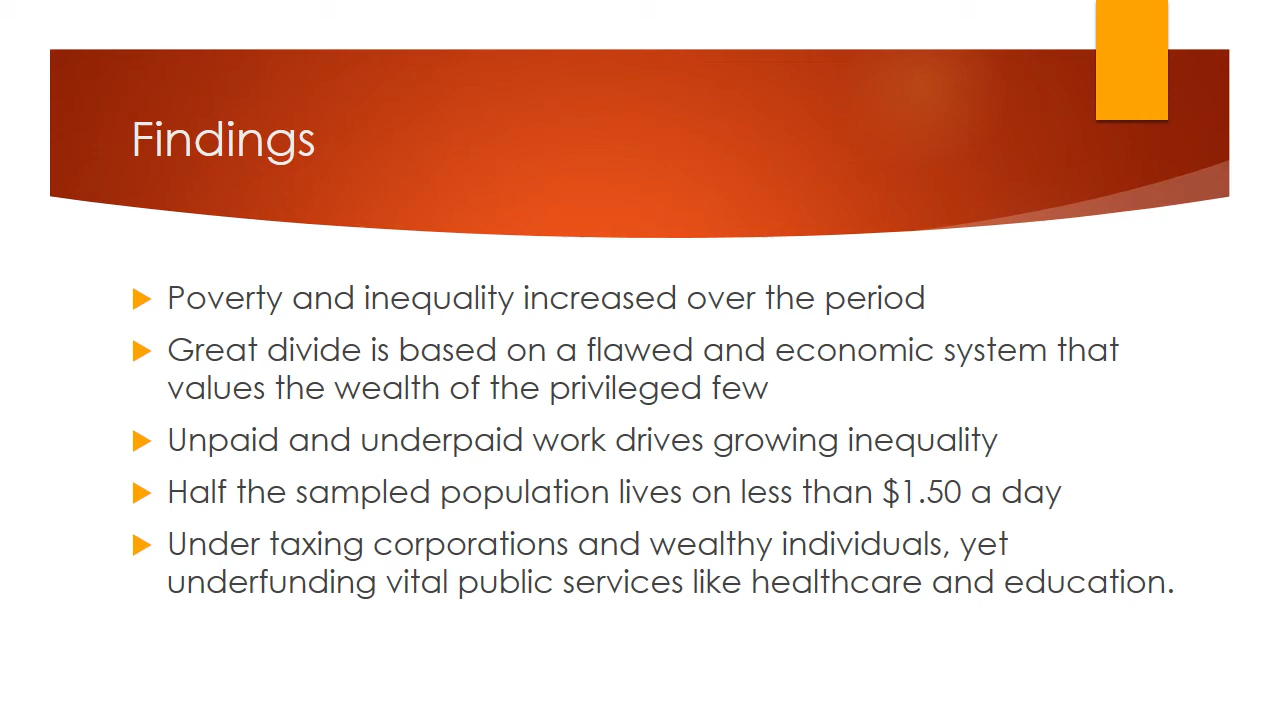 Findings
Poverty and inequality increased over the period
Great divide is based on a flawed and economic system that
values the wealth of the privileged few
Unpaid and underpaid work drives growing inequality
Half the sampled population lives on less than $1.50 a day
Under taxing corporations and wealthy individuals, yet
underfunding vital public services like healthcare and education.